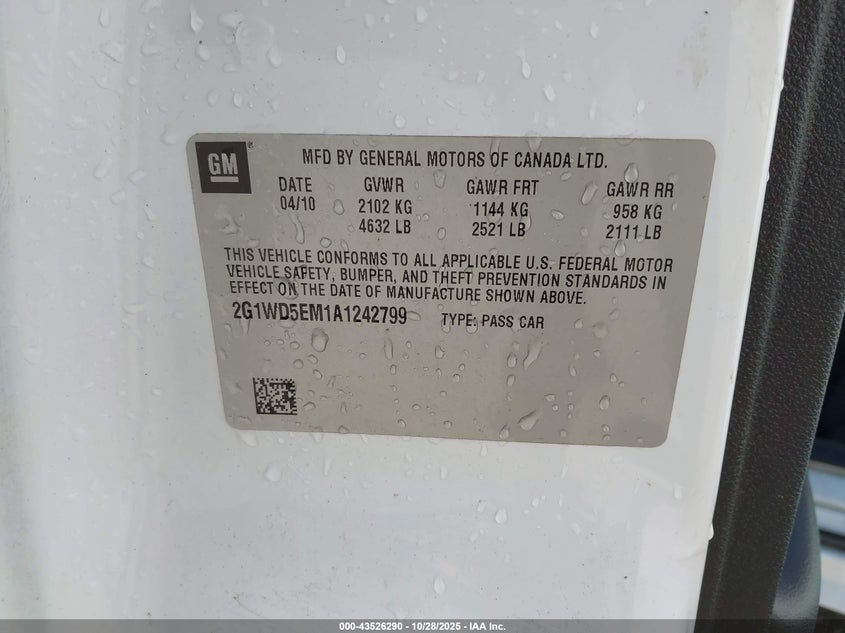 GM
MFD BY GENERAL MOTORS OF CANADA LTD.
DATE GVWR GAWR FRT GAWR RR
04/10 2102 KG 1144 KG 958 KG
4632 LB 2521 LB 2111 LB
THIS VEHICLE CONFORMS TO ALL APPLICABLE U.S. FEDERAL MOTOR
VEHICLE SAFETY, BUMPER, AND THEFT PREVENTION STANDARDS IN
EFFECT ON THE DATE OF MANUFACTURE SHOWN ABOVE.
2G1WD5EM1A1242799 TYPE: PASS CAR
000-43526290 - 10/28/2025 - IAA Inc.